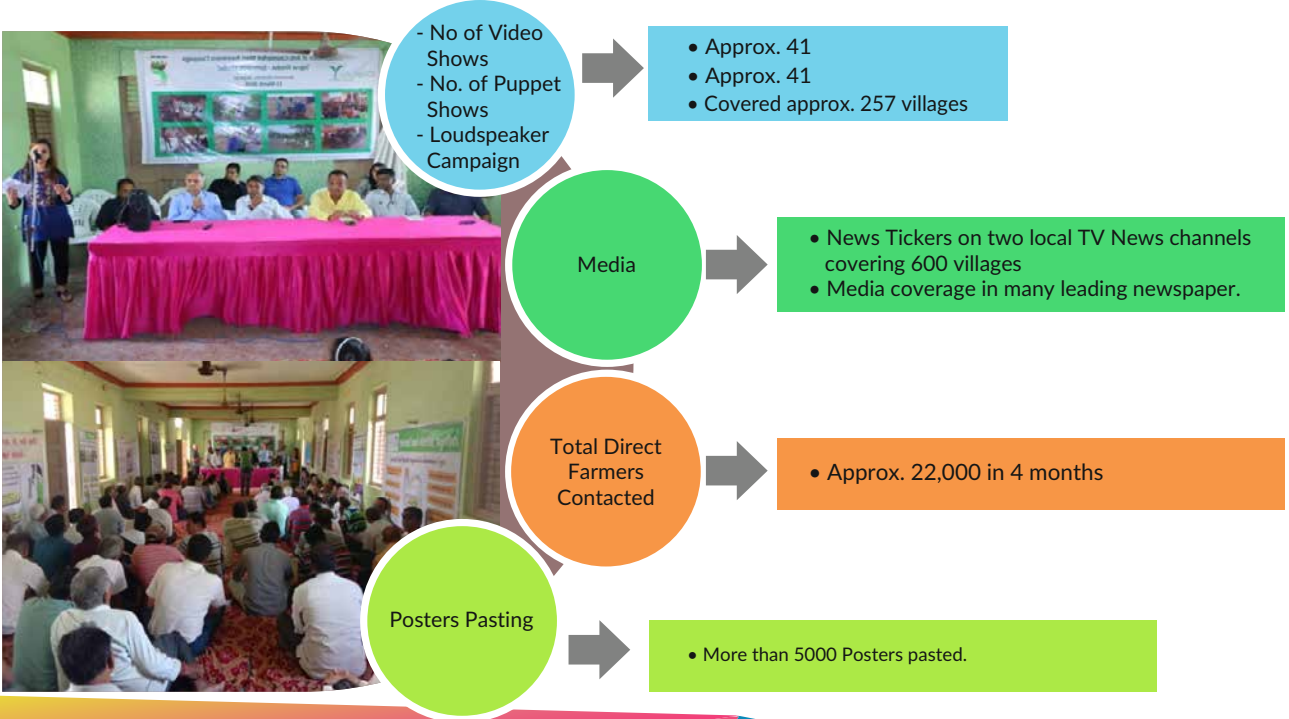 - No of Video
Shows
- No. of Puppet
Shows
- Loudspeaker
Campaign
• Approx. 41
• Approx. 41
• Covered approx. 257 villages
Media
• News Tickers on two local TV News channels
covering 600 villages
• Media coverage in many leading newspaper.
Total Direct
Farmers
Contacted
• Approx. 22,000 in 4 months
Posters Pasting
• More than 5000 Posters pasted.